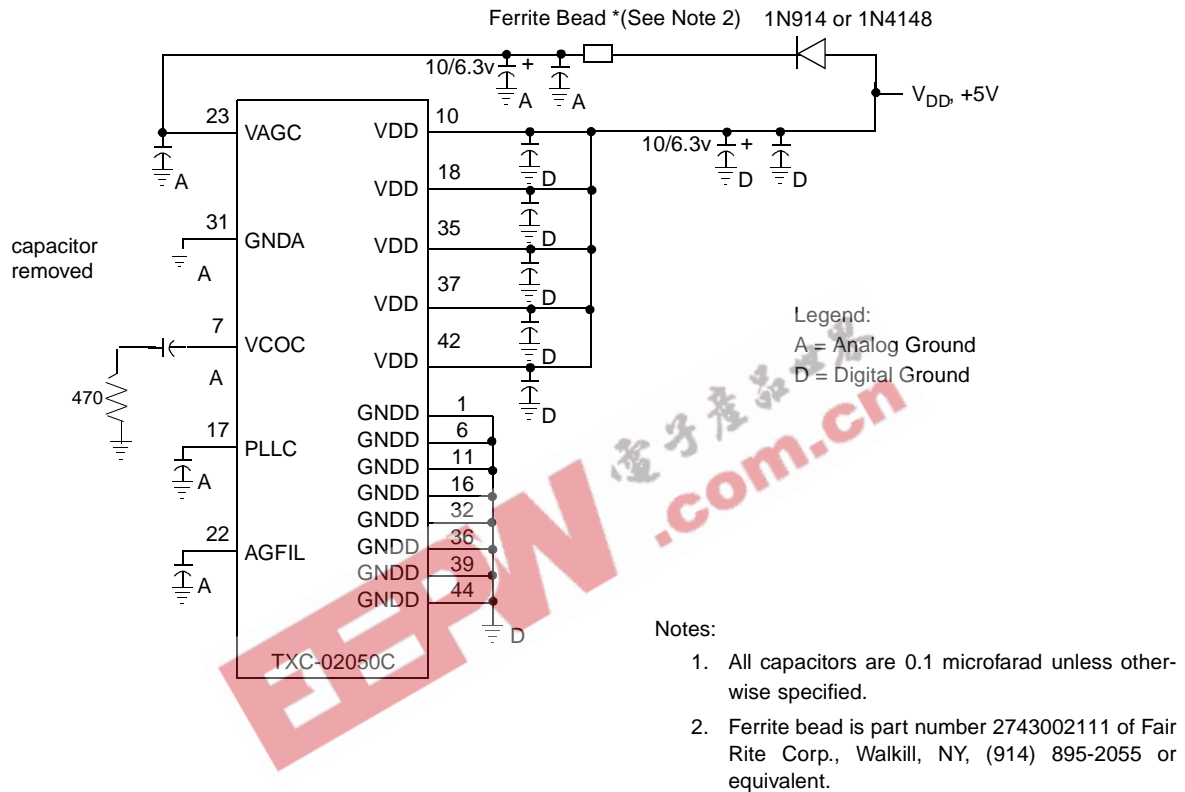 Ferrite Bead *(See Note 2) 1N914 or 1N4148
10/6.3v +
A
A
VDD, +5V
23
VAGC
VDD
10
10/6.3v +
A
D
D
D
18
VDD
D
31
GNDA
A
capacitor
removed
35
VDD
D
37
VDD
D
7
VCOC
A
470
42
VDD
D
Legend:
A = Analog Ground
D = Digital Ground
17
PLLC
A
22
AGFIL
A
GNDD 1
GNDD 6
GNDD 11
GNDD 16
GNDD 32
GNDD 36
GNDD 39
GNDD 44
D
TXC-02050C
EEPW
電子產品世界
.com.cn
Notes:
1. All capacitors are 0.1 microfarad unless other-
wise specified.
2. Ferrite bead is part number 2743002111 of Fair
Rite Corp., Walkill, NY, (914) 895-2055 or
equivalent.